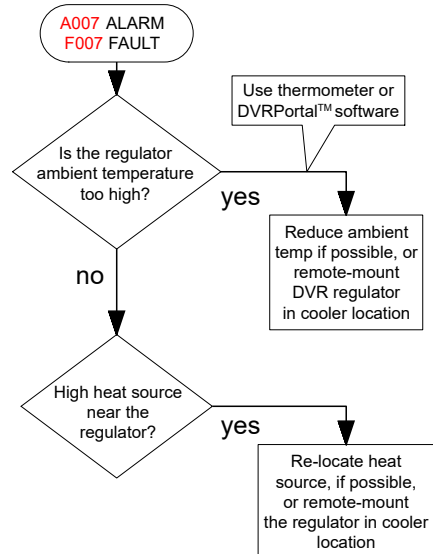 A007 ALARM
F007 FAULT
Use thermometer or
DVRPortal™ software
Is the regulator
ambient temperature
too high?
yes
Reduce ambient
temp if possible, or
remote-mount
DVR regulator
in cooler location
no
High heat source
near the
regulator?
yes
Re-locate heat
source, if possible,
or remote-mount
the regulator in cooler
location